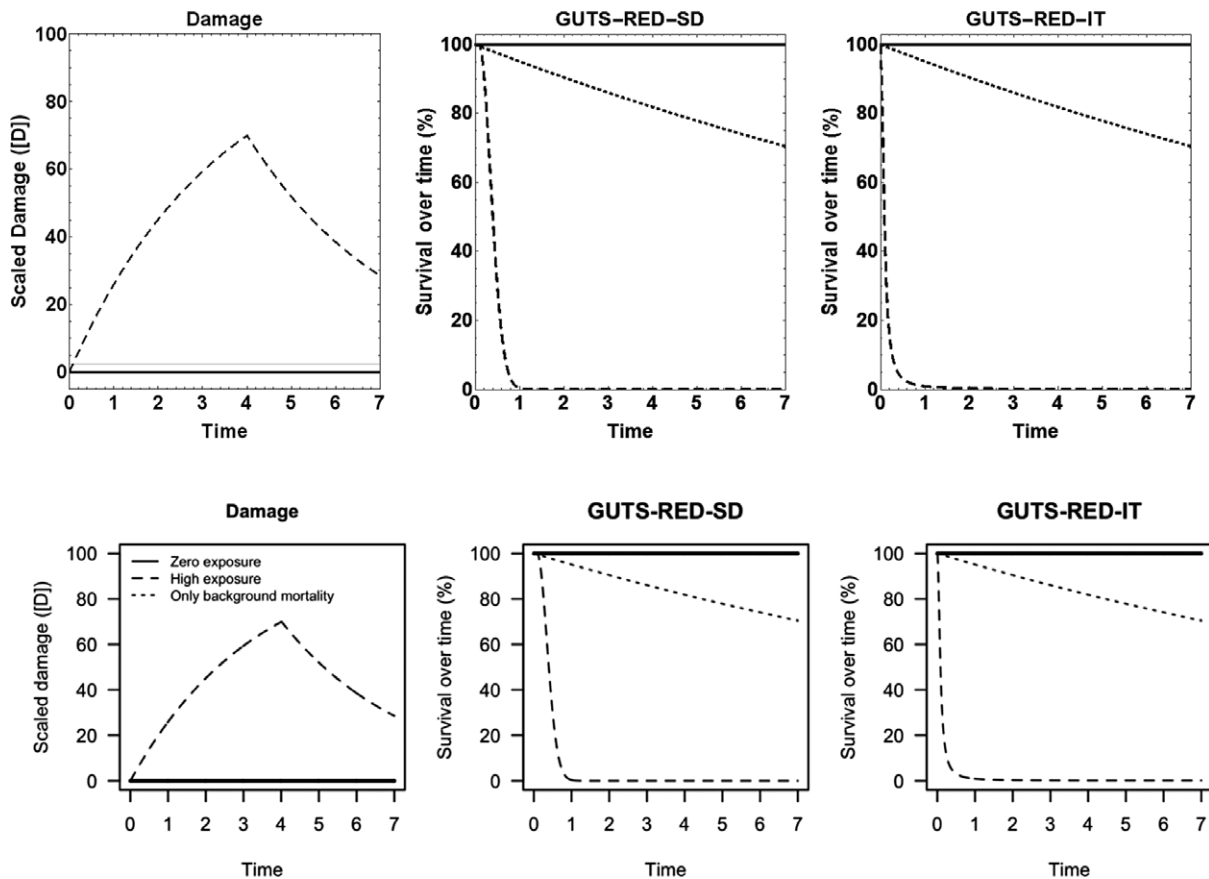 Damage
Scaled Damage ([D])
100
80
60
40
20
0
0 1 2 3 4 5 6 7
Time
GUTS–RED–SD
Survival over time (%)
100
80
60
40
20
0
0 1 2 3 4 5 6 7
Time
GUTS–RED–IT
Survival over time (%)
100
80
60
40
20
0
0 1 2 3 4 5 6 7
Time
Damage
Scaled damage ([D])
100
80
60
40
20
0
Zero exposure
High exposure
Only background mortality
0 1 2 3 4 5 6 7
Time
GUTS-RED-SD
Survival over time (%)
100
80
60
40
20
0
0 1 2 3 4 5 6 7
Time
GUTS-RED-IT
Survival over time (%)
100
80
60
40
20
0
0 1 2 3 4 5 6 7
Time